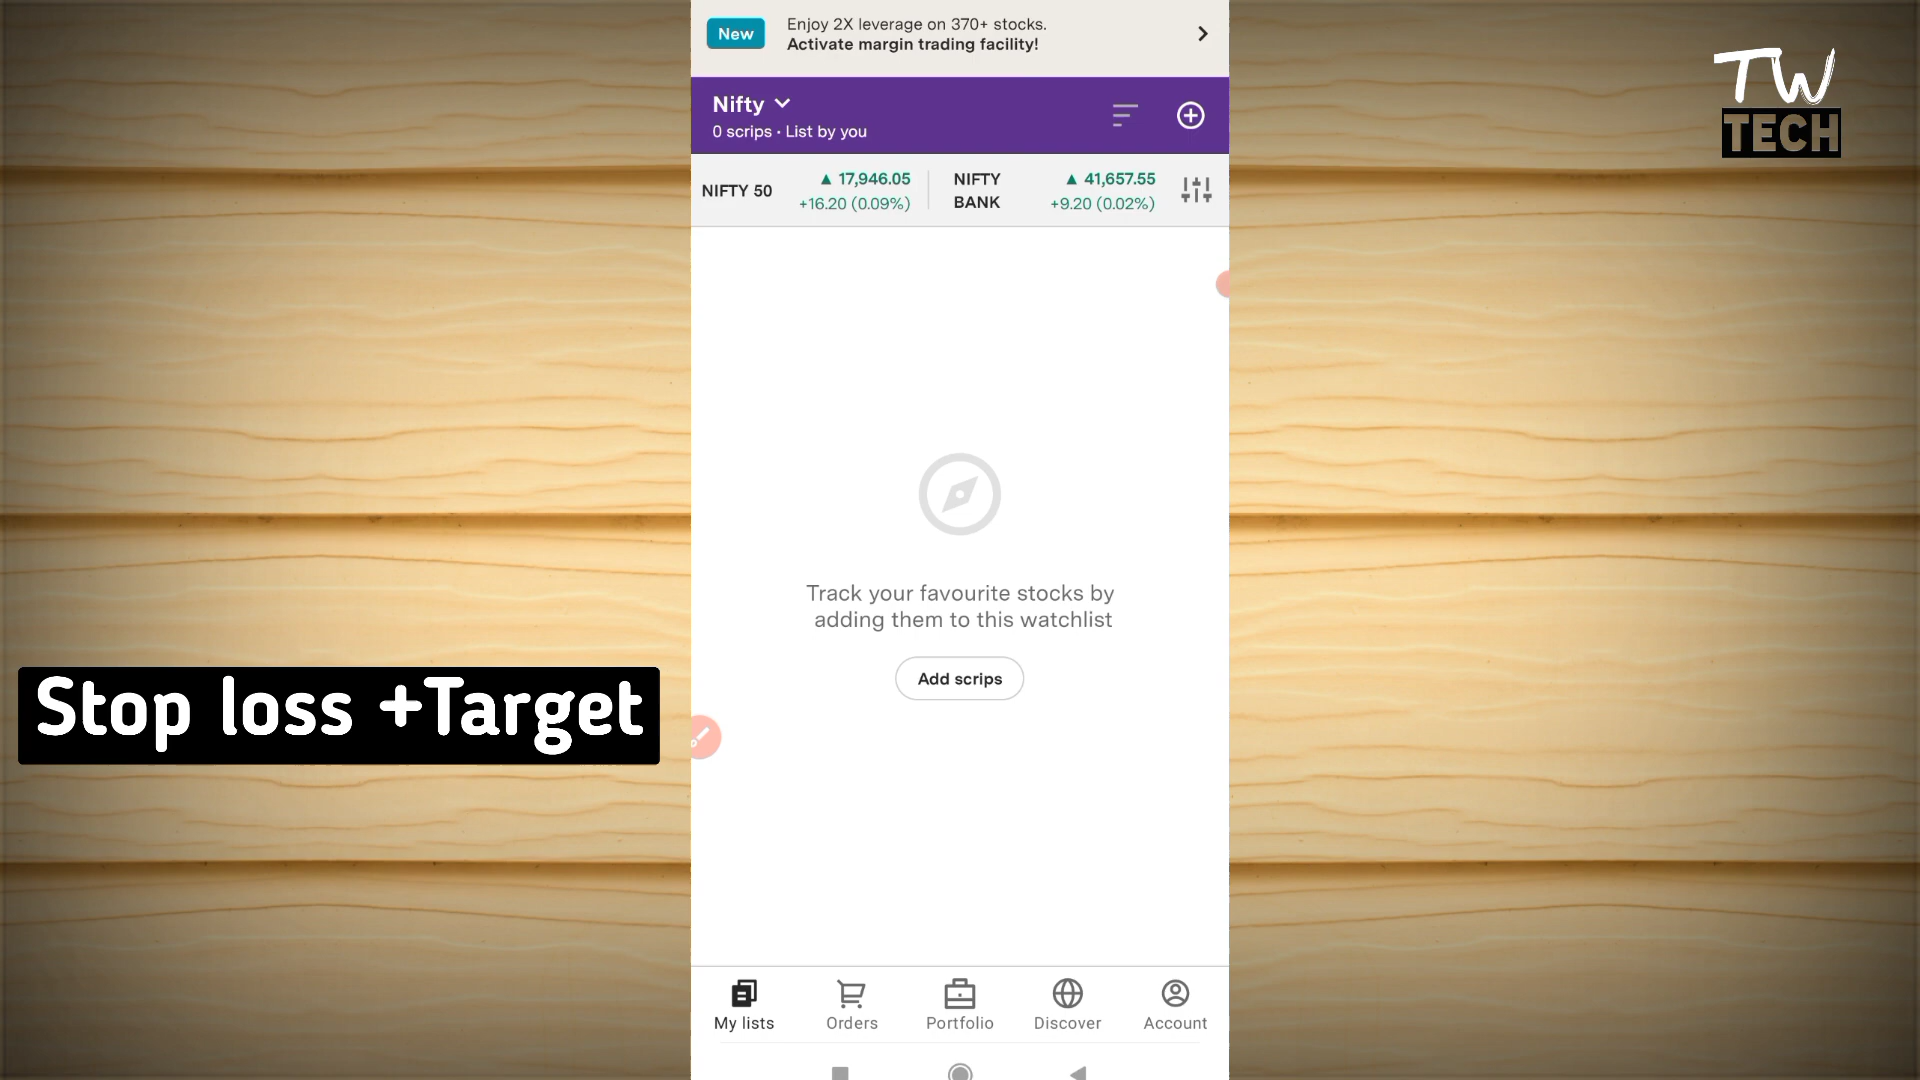 New
Enjoy 2X leverage on 370+ stocks.
Activate margin trading facility!
TW
TECH
Nifty
0 scrips · List by you
NIFTY 50
▲ 17,946.05
+16.20 (0.09%)
NIFTY
BANK
▲ 41,657.55
+9.20 (0.02%)
Track your favourite stocks by
adding them to this watchlist
Add scrips
Stop loss +Target
My lists
Orders
Portfolio
Discover
Account